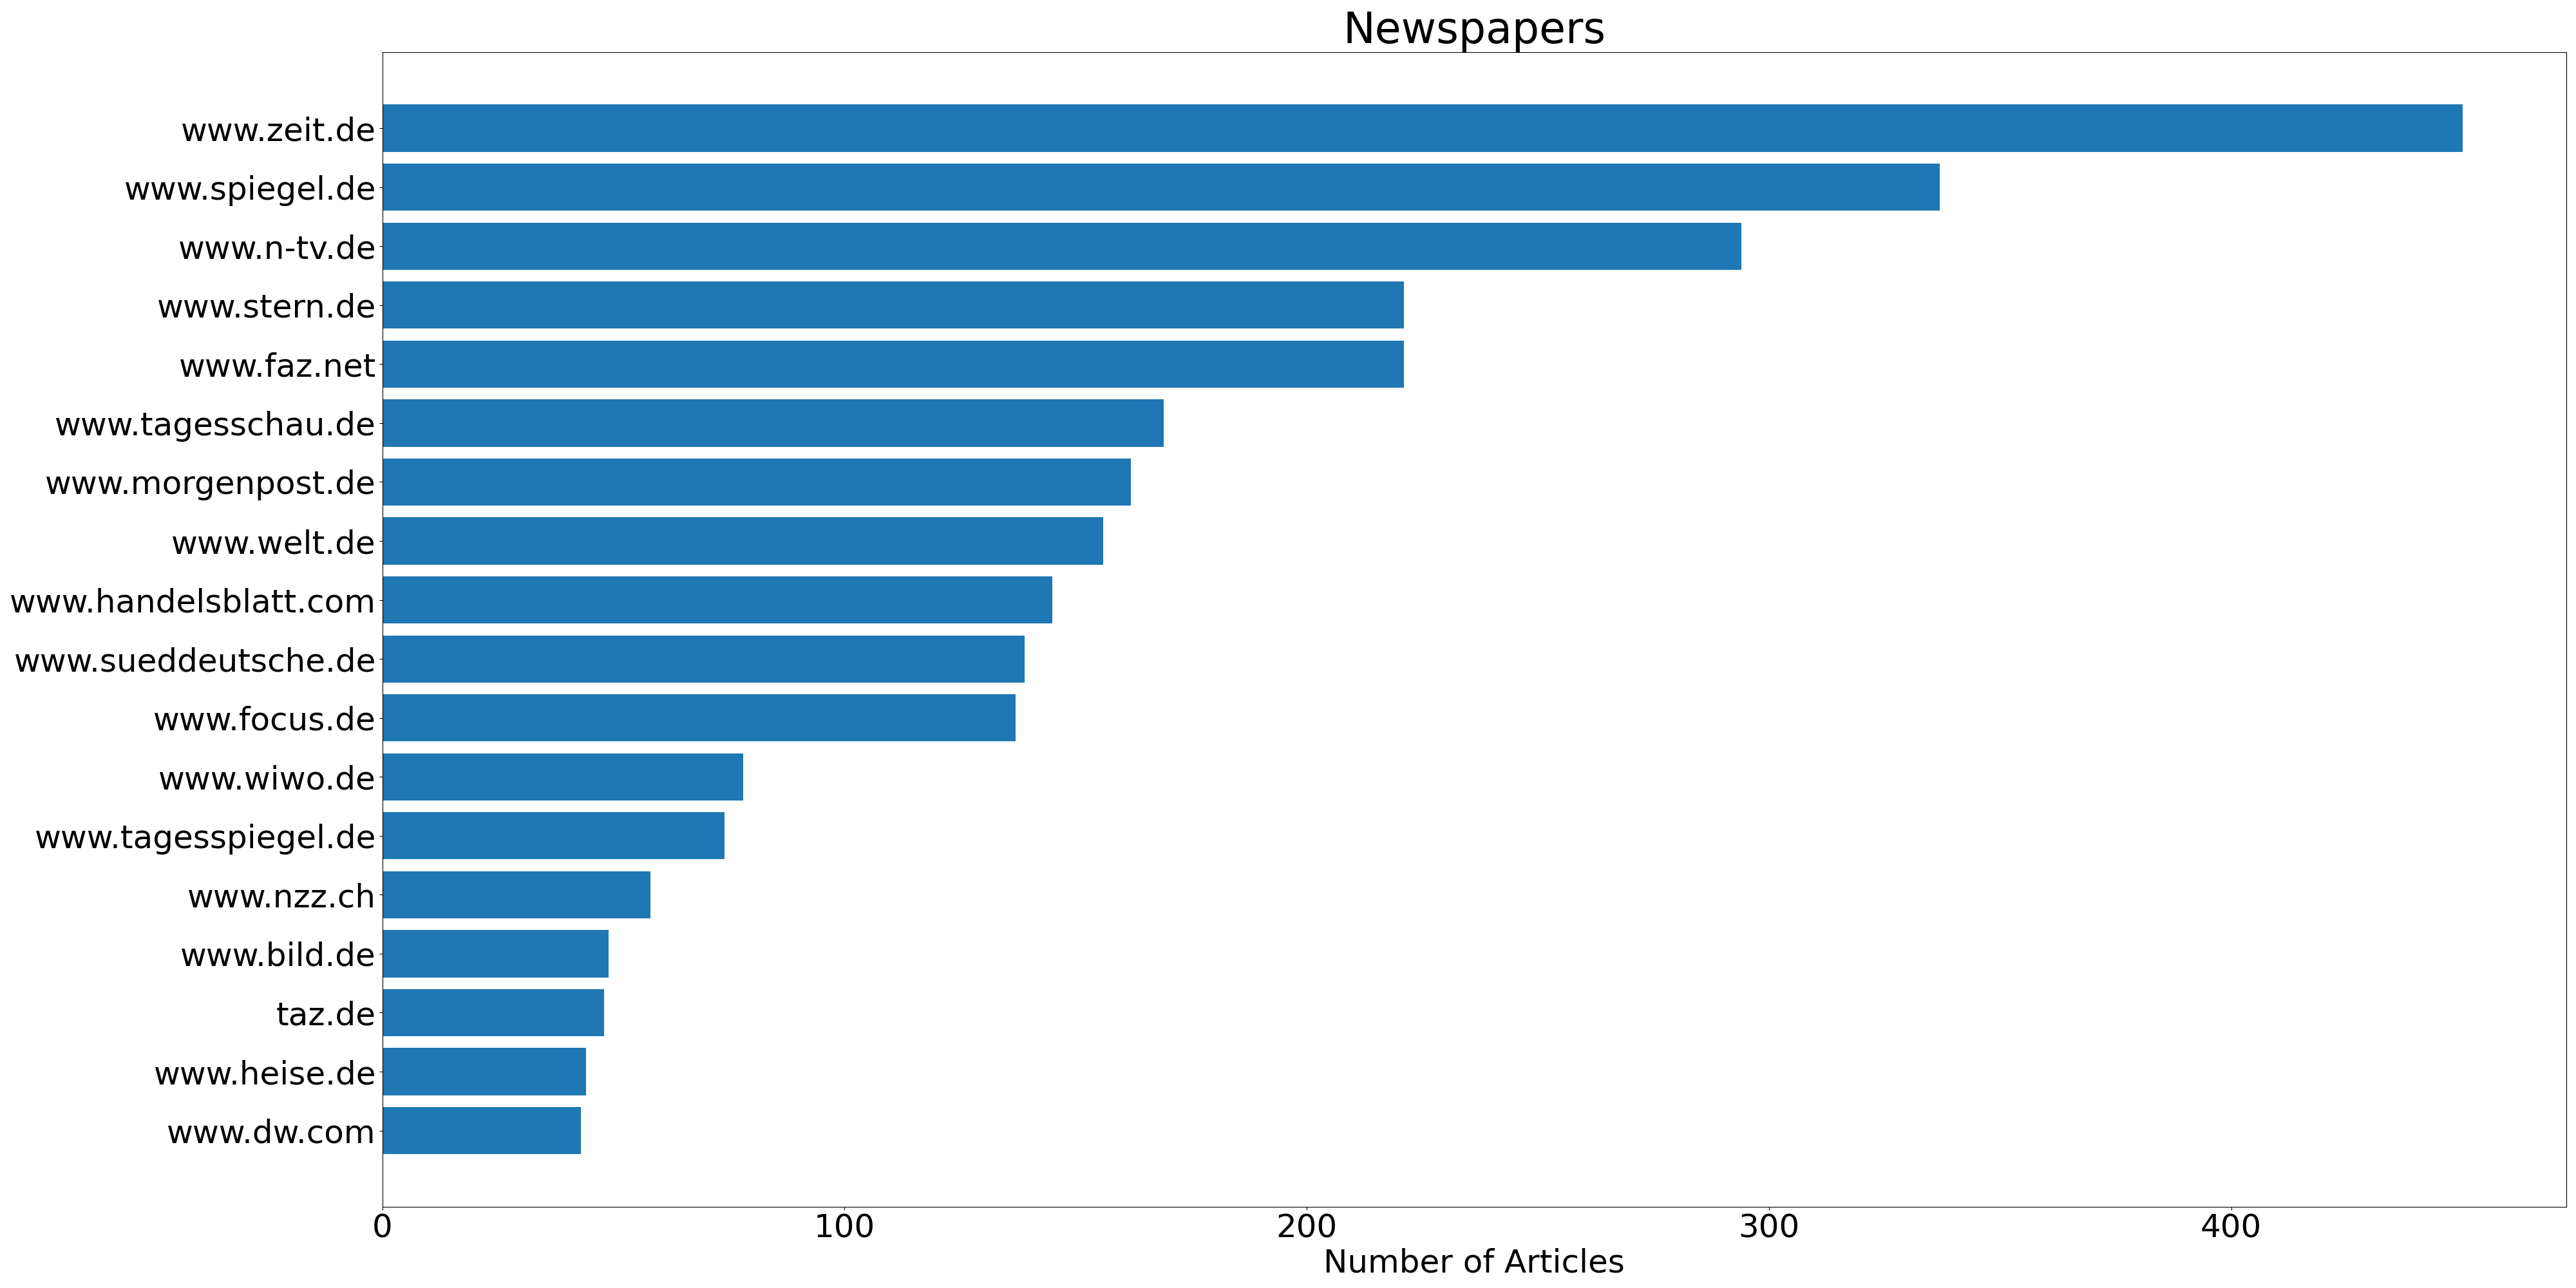 Newspapers
www.zeit.de
www.spiegel.de
www.n-tv.de
www.stern.de
www.faz.net
www.tagesschau.de
www.morgenpost.de
www.welt.de
www.handelsblatt.com
www.sueddeutsche.de
www.focus.de
www.wiwo.de
www.tagesspiegel.de
www.nzz.ch
www.bild.de
taz.de
www.heise.de
www.dw.com
0 100 200 300 400
Number of Articles